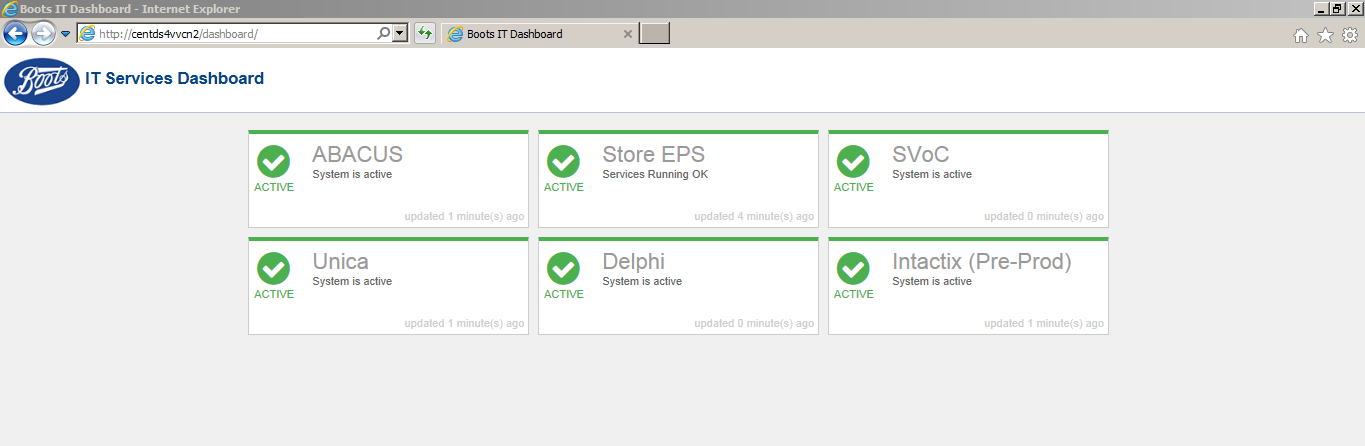 Boots IT Dashboard - Internet Explorer
http://centds4vvcn2/dashboard/
Boots IT Dashboard
Boots
IT Services Dashboard
ABACUS
System is active
ACTIVE
updated 1 minute(s) ago
Store EPS
Services Running OK
ACTIVE
updated 4 minute(s) ago
SVoC
System is active
ACTIVE
updated 0 minute(s) ago
Unica
System is active
ACTIVE
updated 1 minute(s) ago
Delphi
System is active
ACTIVE
updated 0 minute(s) ago
Intactix (Pre-Prod)
System is active
ACTIVE
updated 1 minute(s) ago